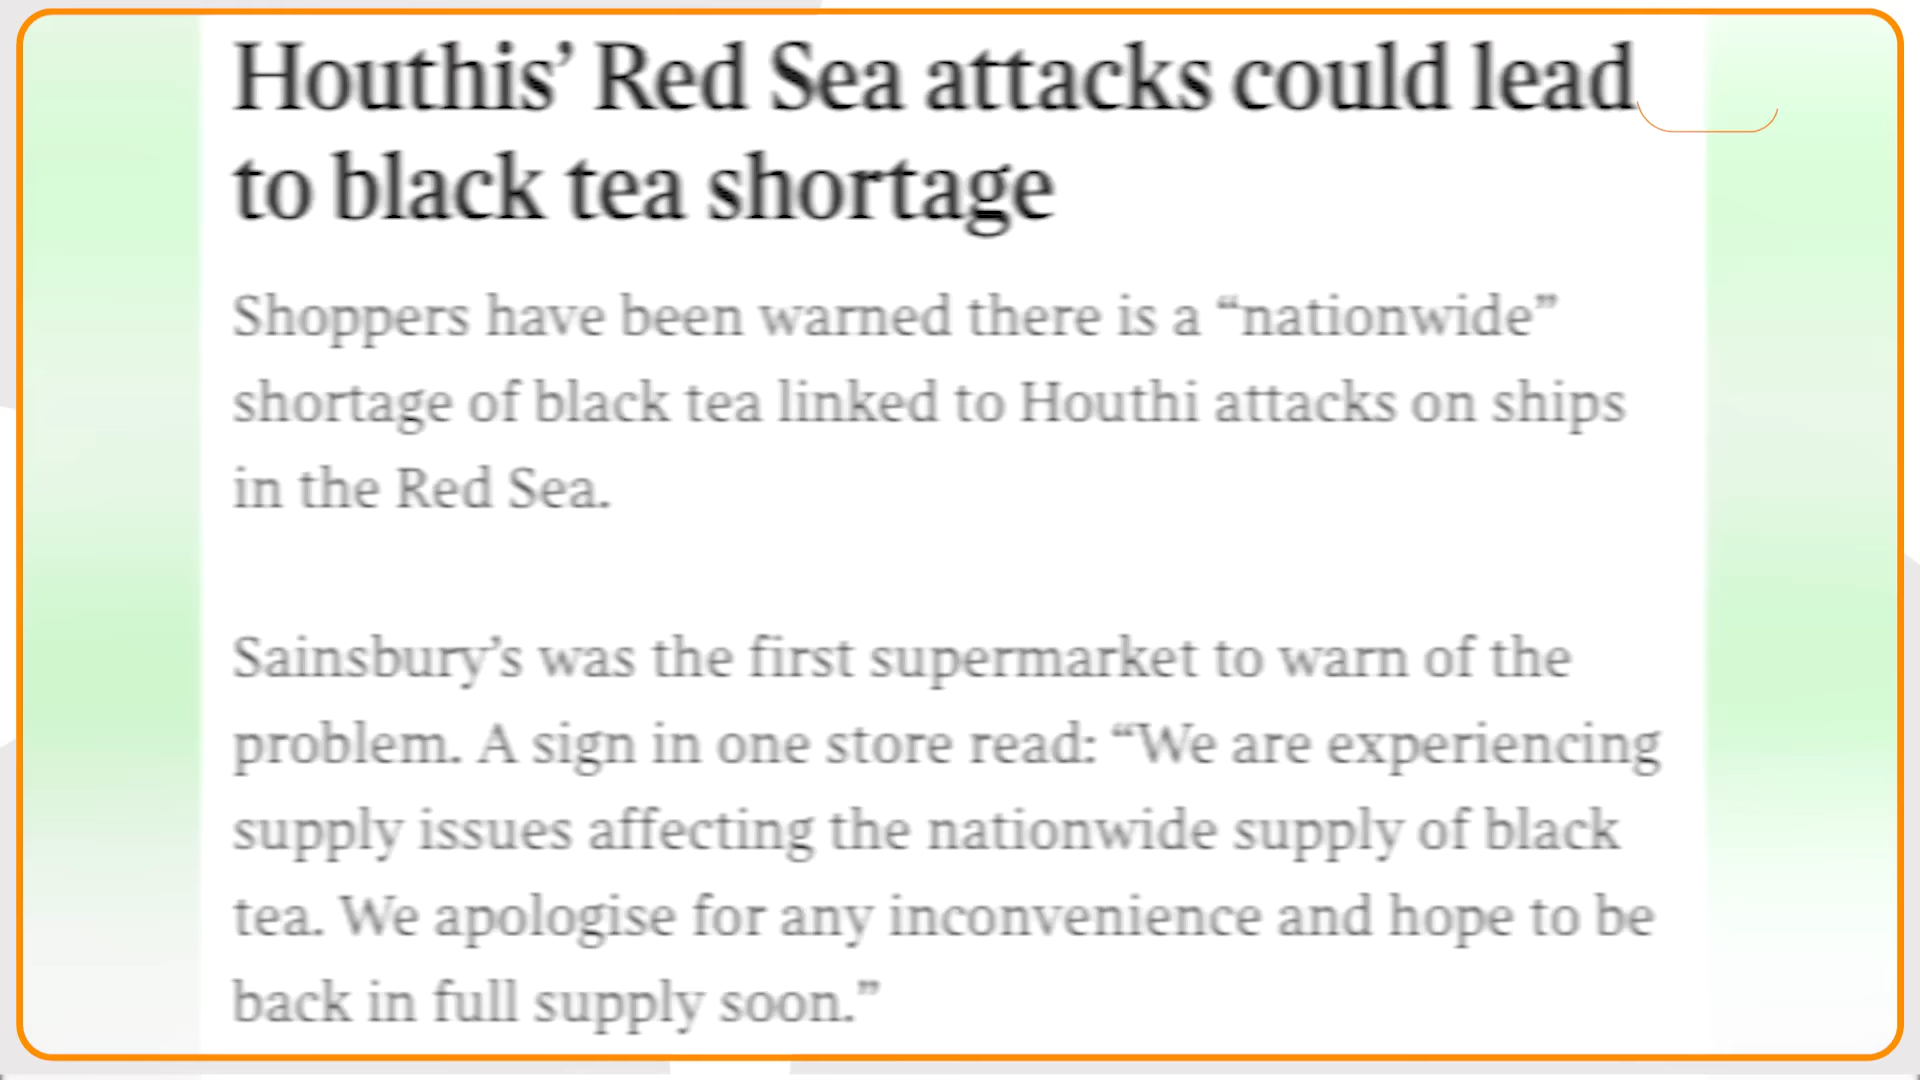 Houthis’ Red Sea attacks could lead
to black tea shortage
Shoppers have been warned there is a “nationwide”
shortage of black tea linked to Houthi attacks on ships
in the Red Sea.
Sainsbury’s was the first supermarket to warn of the
problem. A sign in one store read: “We are experiencing
supply issues affecting the nationwide supply of black
tea. We apologise for any inconvenience and hope to be
back in full supply soon.”